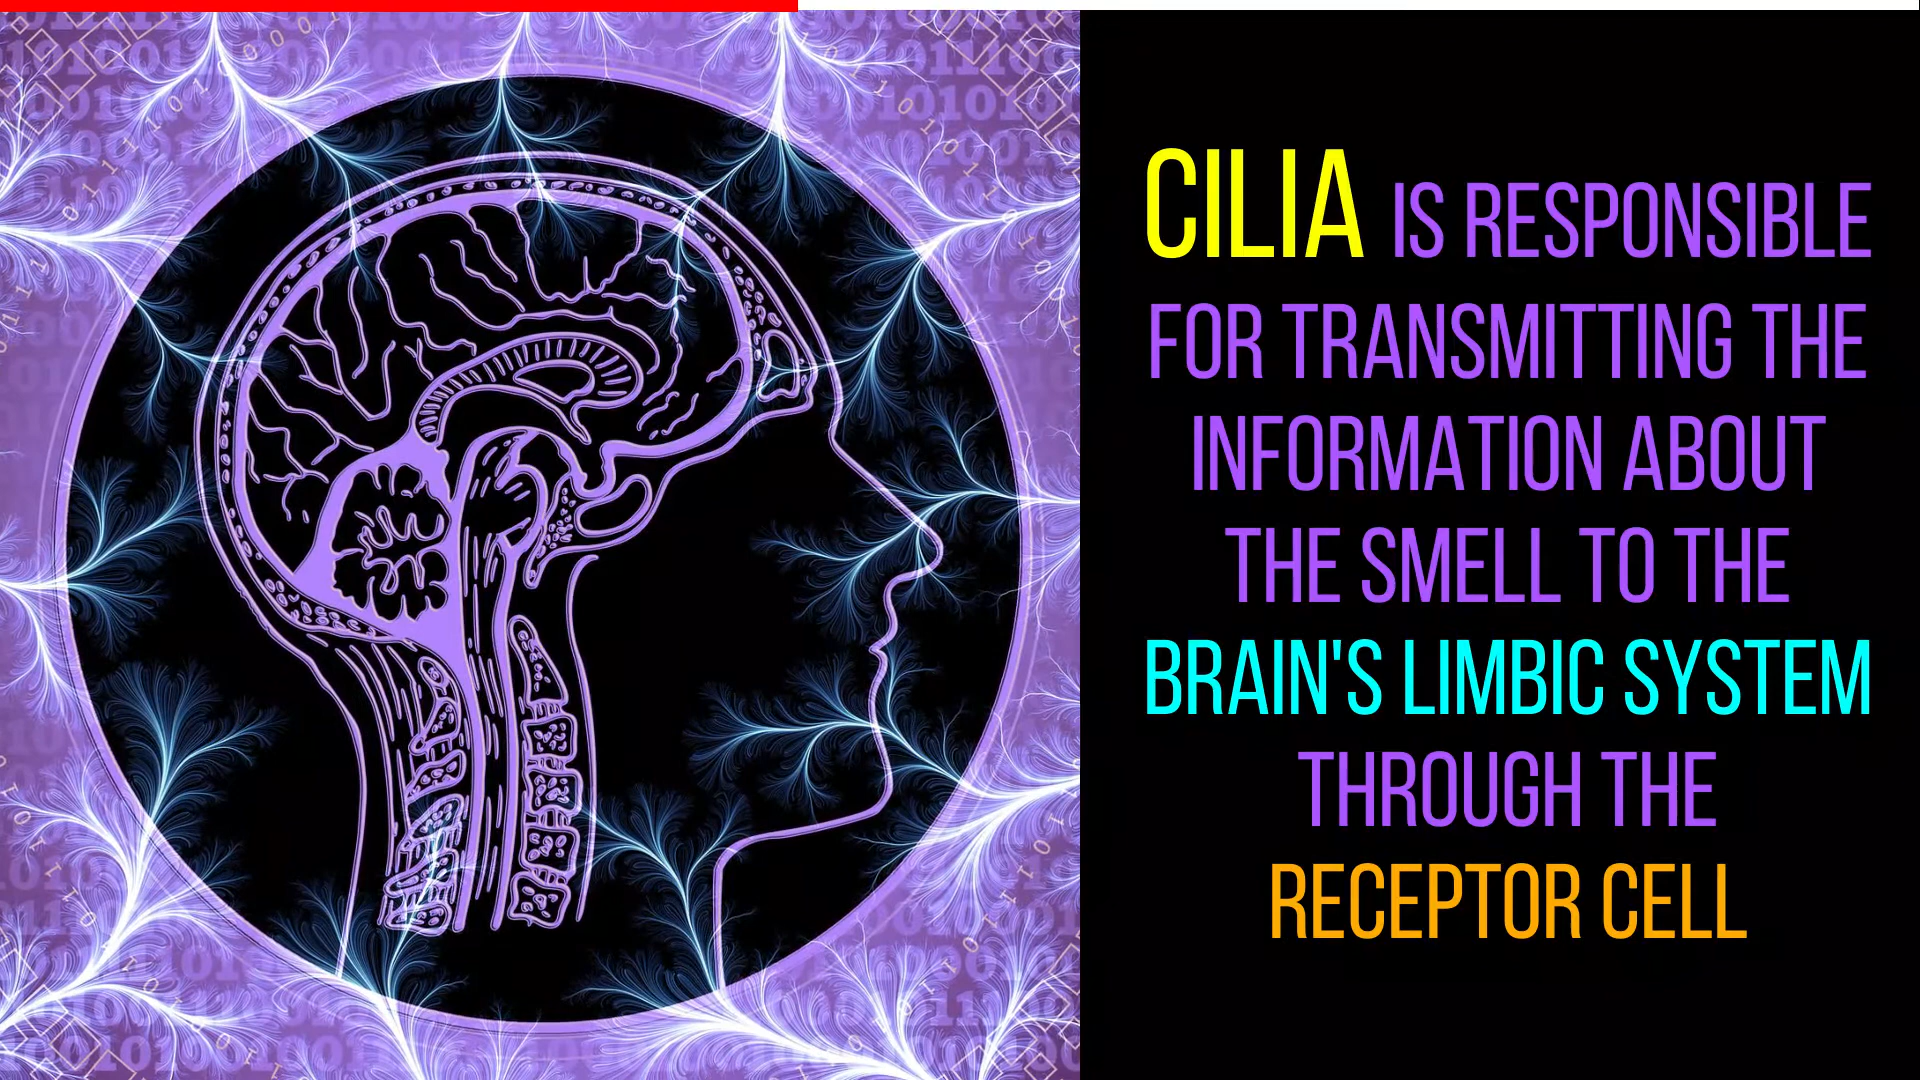 CILIA IS RESPONSIBLE
FOR TRANSMITTING THE
INFORMATION ABOUT
THE SMELL TO THE
BRAIN'S LIMBIC SYSTEM
THROUGH THE
RECEPTOR CELL